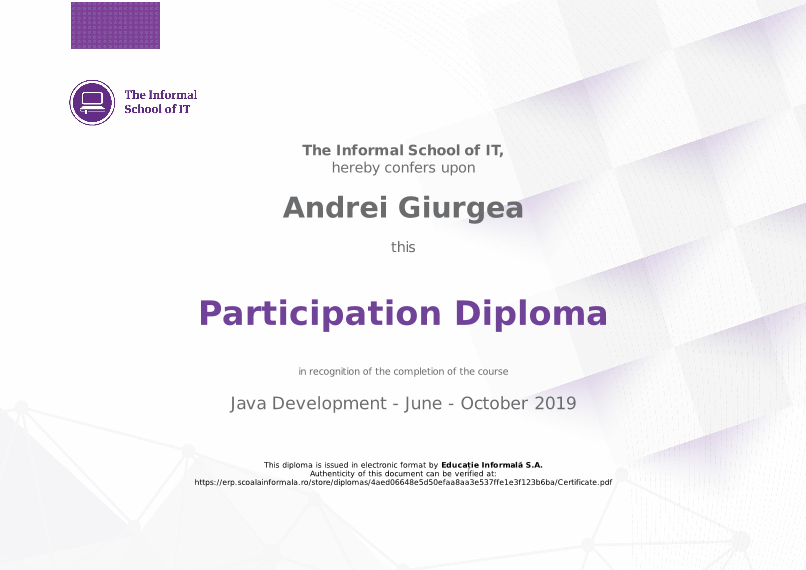 The Informal
School of IT
The Informal School of IT,
hereby confers upon
Andrei Giurgea
this
Participation Diploma
in recognition of the completion of the course
Java Development - June - October 2019
This diploma is issued in electronic format by Educație Informală S.A.
Authenticity of this document can be verified at:
https://erp.scoalainformala.ro/store/diplomas/4aed06648e5d50efaa8aa3e537ffe1e3f123b6ba/Certificate.pdf